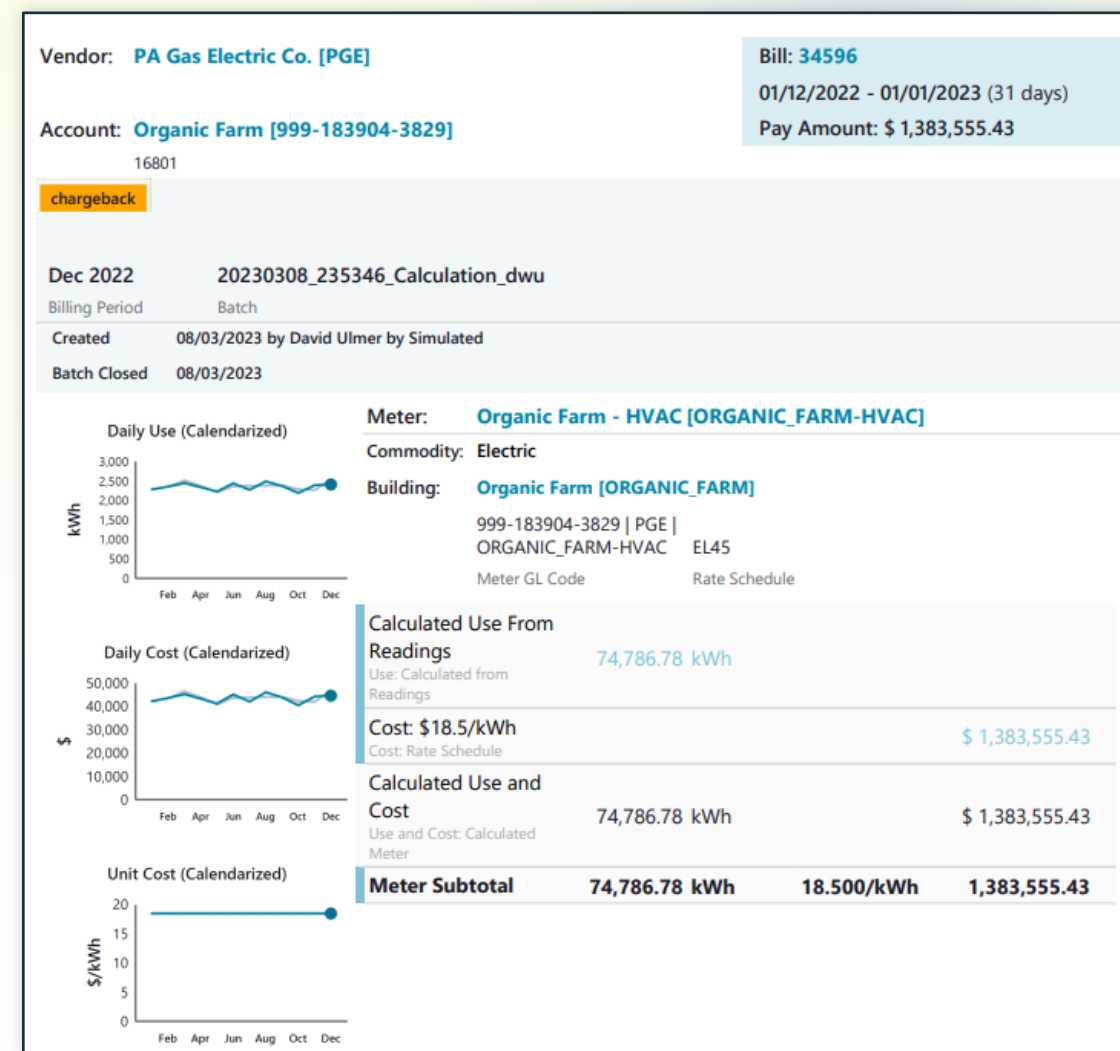 Vendor: PA Gas Electric Co. [PGE]
Bill: 34596
01/12/2022 - 01/01/2023 (31 days)
Account: Organic Farm [999-183904-3829]
Pay Amount: $ 1,383,555.43
16801
chargeback
Dec 2022 20230308_235346_Calculation_dwu
Billing Period Batch
Created 08/03/2023 by David Ulmer by Simulated
Batch Closed 08/03/2023
Daily Use (Calendarized)
kWh
3,000
2,500
2,000
1,500
1,000
500
0
Feb Apr Jun Aug Oct Dec
Daily Cost (Calendarized)
$
50,000
40,000
30,000
20,000
10,000
0
Feb Apr Jun Aug Oct Dec
Unit Cost (Calendarized)
$/kWh
20
15
10
5
0
Feb Apr Jun Aug Oct Dec
Meter: Organic Farm - HVAC [ORGANIC_FARM-HVAC]
Commodity: Electric
Building: Organic Farm [ORGANIC_FARM]
999-183904-3829 | PGE |
ORGANIC_FARM-HVAC EL45
Meter GL Code Rate Schedule
Calculated Use From
Readings 74,786.78 kWh
Use: Calculated from
Readings
Cost: $18.5/kWh $ 1,383,555.43
Cost: Rate Schedule
Calculated Use and
Cost 74,786.78 kWh $ 1,383,555.43
Use and Cost: Calculated
Meter
Meter Subtotal 74,786.78 kWh 18.500/kWh 1,383,555.43